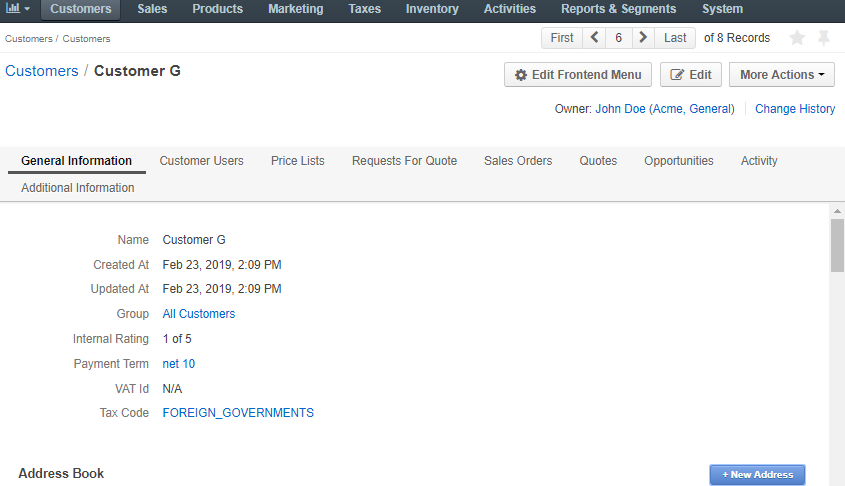 Customers Sales Products Marketing Taxes Inventory Activities Reports & Segments System
Customers / Customers
First 6 Last of 8 Records
Customers / Customer G
Edit Frontend Menu Edit More Actions
Owner: John Doe (Acme, General) Change History
General Information Customer Users Price Lists Requests For Quote Sales Orders Quotes Opportunities Activity
Additional Information
Name Customer G
Created At Feb 23, 2019, 2:09 PM
Updated At Feb 23, 2019, 2:09 PM
Group All Customers
Internal Rating 1 of 5
Payment Term net 10
VAT Id N/A
Tax Code FOREIGN_GOVERNMENTS
Address Book + New Address